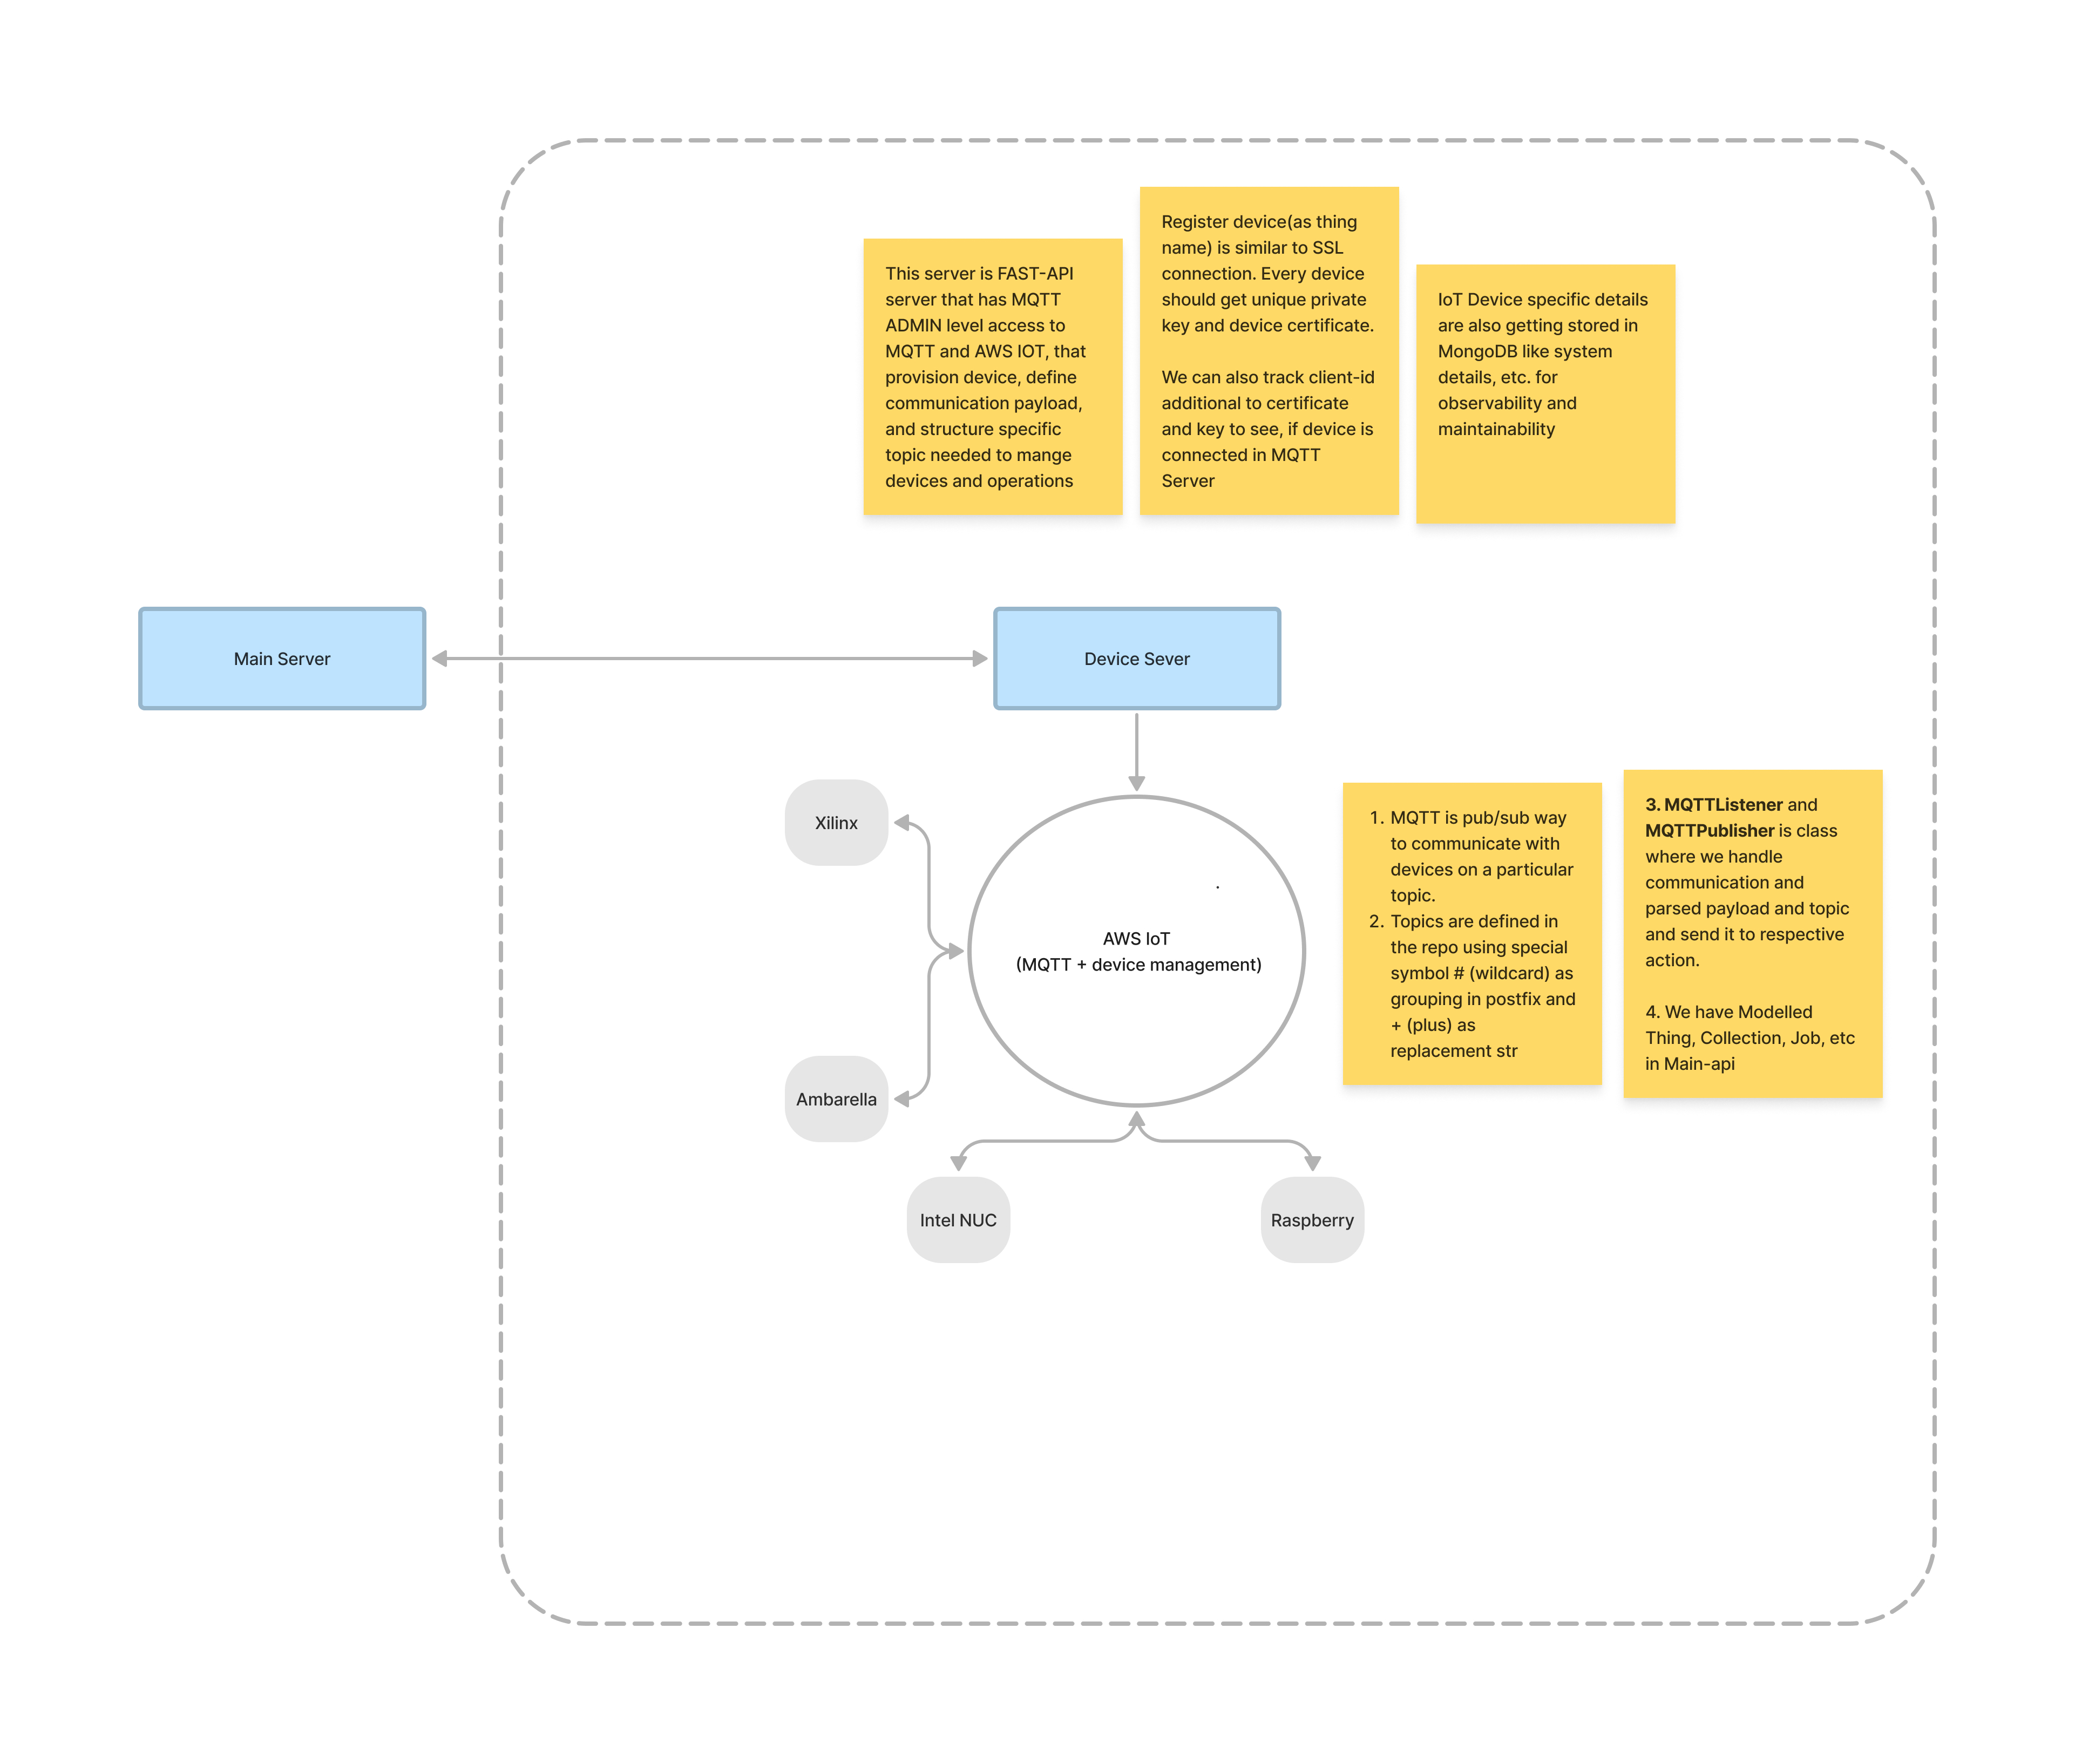 This server is FAST-API
server that has MQTT
ADMIN level access to
MQTT and AWS IOT, that
provision device, define
communication payload,
and structure specific
topic needed to mange
devices and operations
Register device(as thing
name) is similar to SSL
connection. Every device
should get unique private
key and device certificate.
We can also track client-id
additional to certificate
and key to see, if device is
connected in MQTT
Server
IoT Device specific details
are also getting stored in
MongoDB like system
details, etc. for
observability and
maintainability
Main Server
Device Sever
Xilinx
AWS IoT
(MQTT + device management)
Ambarella
Intel NUC
Raspberry
1. MQTT is pub/sub way
to communicate with
devices on a particular
topic.
2. Topics are defined in
the repo using special
symbol # (wildcard) as
grouping in postfix and
+ (plus) as
replacement str
3. MQTTListener and
MQTTPublisher is class
where we handle
communication and
parsed payload and topic
and send it to respective
action.
4. We have Modelled
Thing, Collection, Job, etc
in Main-api